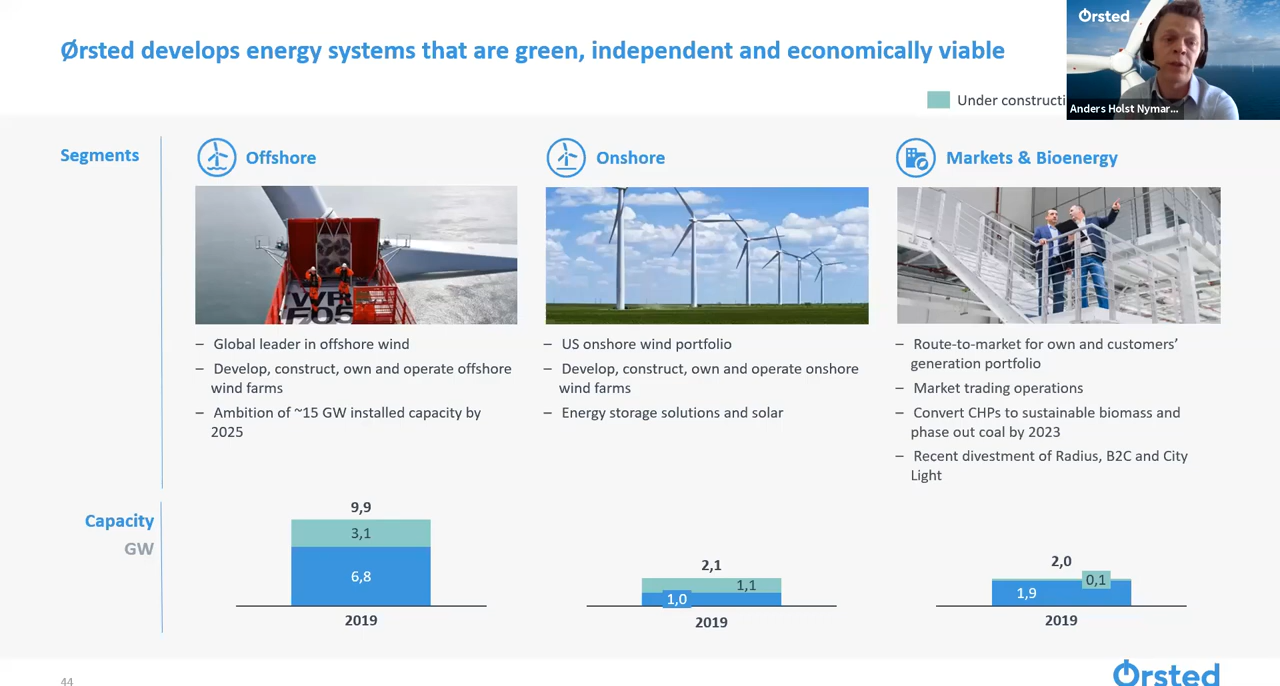 Ørsted develops energy systems that are green, independent and economically viable
Ørsted
Anders Holst Nymar...
Under constructi
Segments
Offshore
Onshore
Markets & Bioenergy
WR
F05
– Global leader in offshore wind
– Develop, construct, own and operate offshore
wind farms
– Ambition of ~15 GW installed capacity by
2025
– US onshore wind portfolio
– Develop, construct, own and operate onshore
wind farms
– Energy storage solutions and solar
– Route-to-market for own and customers’
generation portfolio
– Market trading operations
– Convert CHPs to sustainable biomass and
phase out coal by 2023
– Recent divestment of Radius, B2C and City
Light
Capacity
GW
9,9
3,1
6,8
2019
2,1
1,1
1,0
2019
2,0
0,1
1,9
2019
44
Ørsted